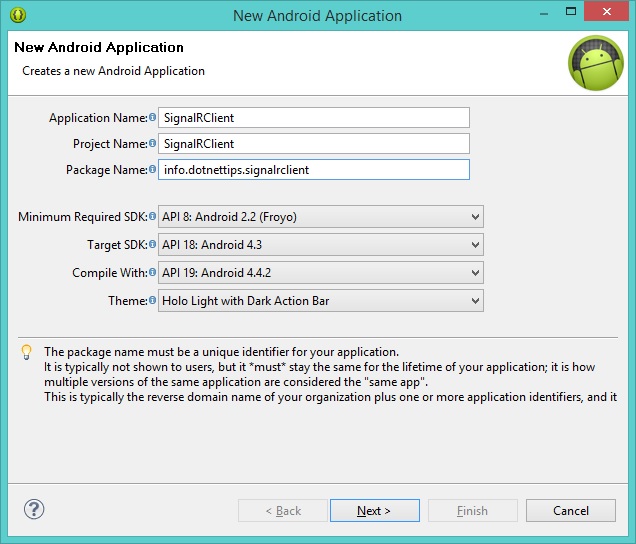 New Android Application
New Android Application
Creates a new Android Application
Application Name: SignalRClient
Project Name: SignalRClient
Package Name: info.dotnettips.signalrclient
Minimum Required SDK: API 8: Android 2.2 (Froyo)
Target SDK: API 18: Android 4.3
Compile With: API 19: Android 4.4.2
Theme: Holo Light with Dark Action Bar
The package name must be a unique identifier for your application.
It is typically not shown to users, but it *must* stay the same for the lifetime of your application; it is how
multiple versions of the same application are considered the "same app".
This is typically the reverse domain name of your organization plus one or more application identifiers, and it
? < Back Next > Finish Cancel